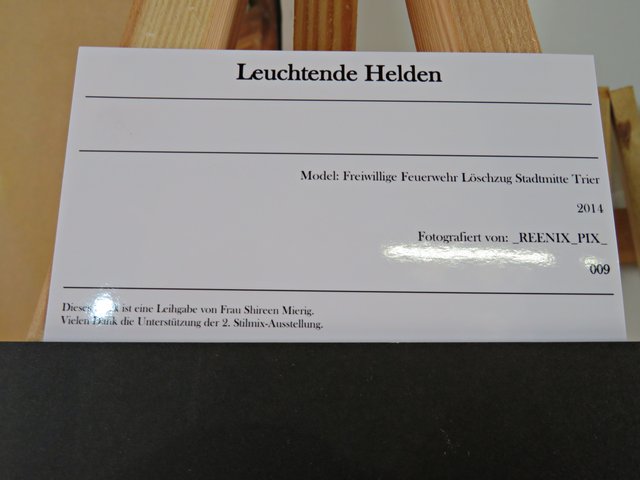 Leuchtende Helden
Model: Freiwillige Feuerwehr Löschzug Stadtmitte Trier
2014
Fotografiert von: _REENIX_PIX_
009
Dieses ist eine Leihgabe von Frau Shireen Mierig.
Vielen Dank die Unterstützung der 2. Stilmix-Ausstellung.